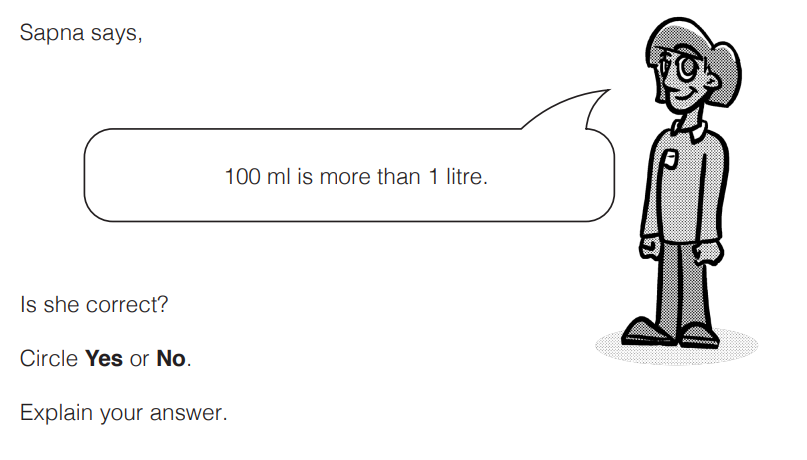 Sapna says,
100 ml is more than 1 litre.
Is she correct?
Circle Yes or No.
Explain your answer.